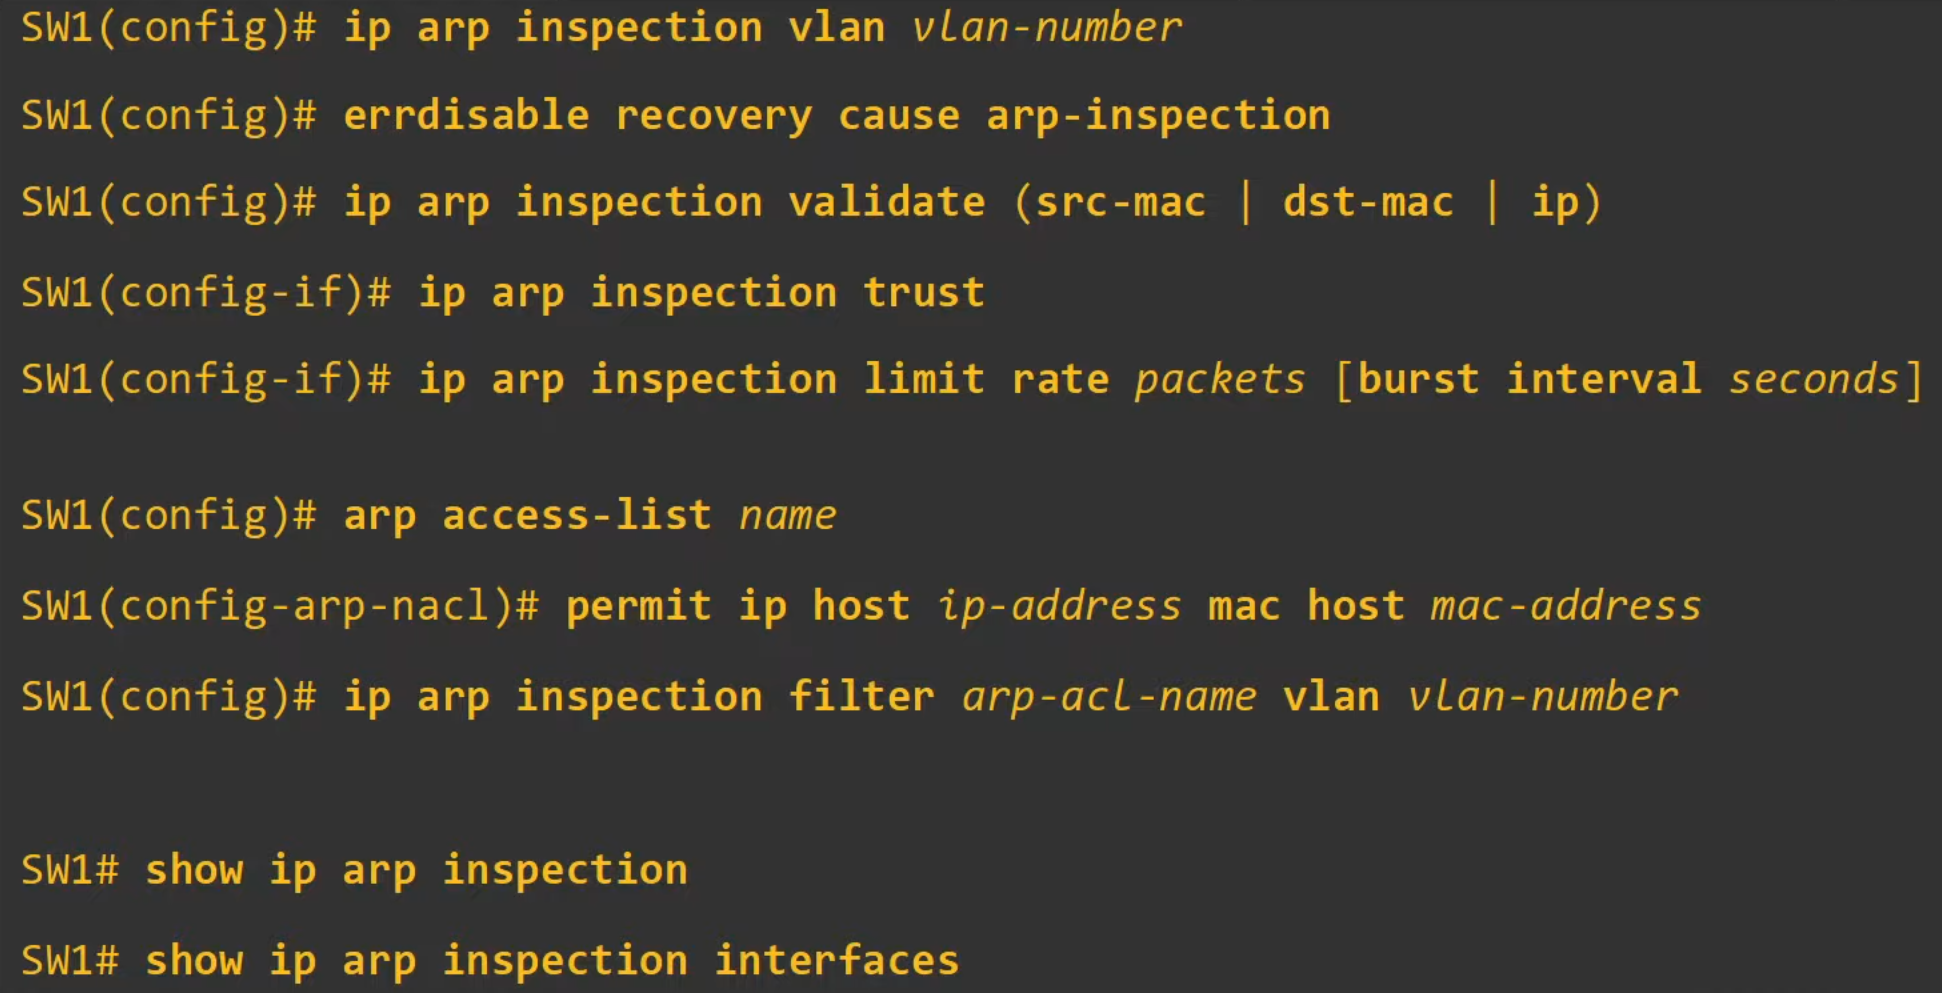 SW1(config)# ip arp inspection vlan vlan-number
SW1(config)# errdisable recovery cause arp-inspection
SW1(config)# ip arp inspection validate (src-mac | dst-mac | ip)
SW1(config-if)# ip arp inspection trust
SW1(config-if)# ip arp inspection limit rate packets [burst interval seconds]
SW1(config)# arp access-list name
SW1(config-arp-nacl)# permit ip host ip-address mac host mac-address
SW1(config)# ip arp inspection filter arp-acl-name vlan vlan-number
SW1# show ip arp inspection
SW1# show ip arp inspection interfaces